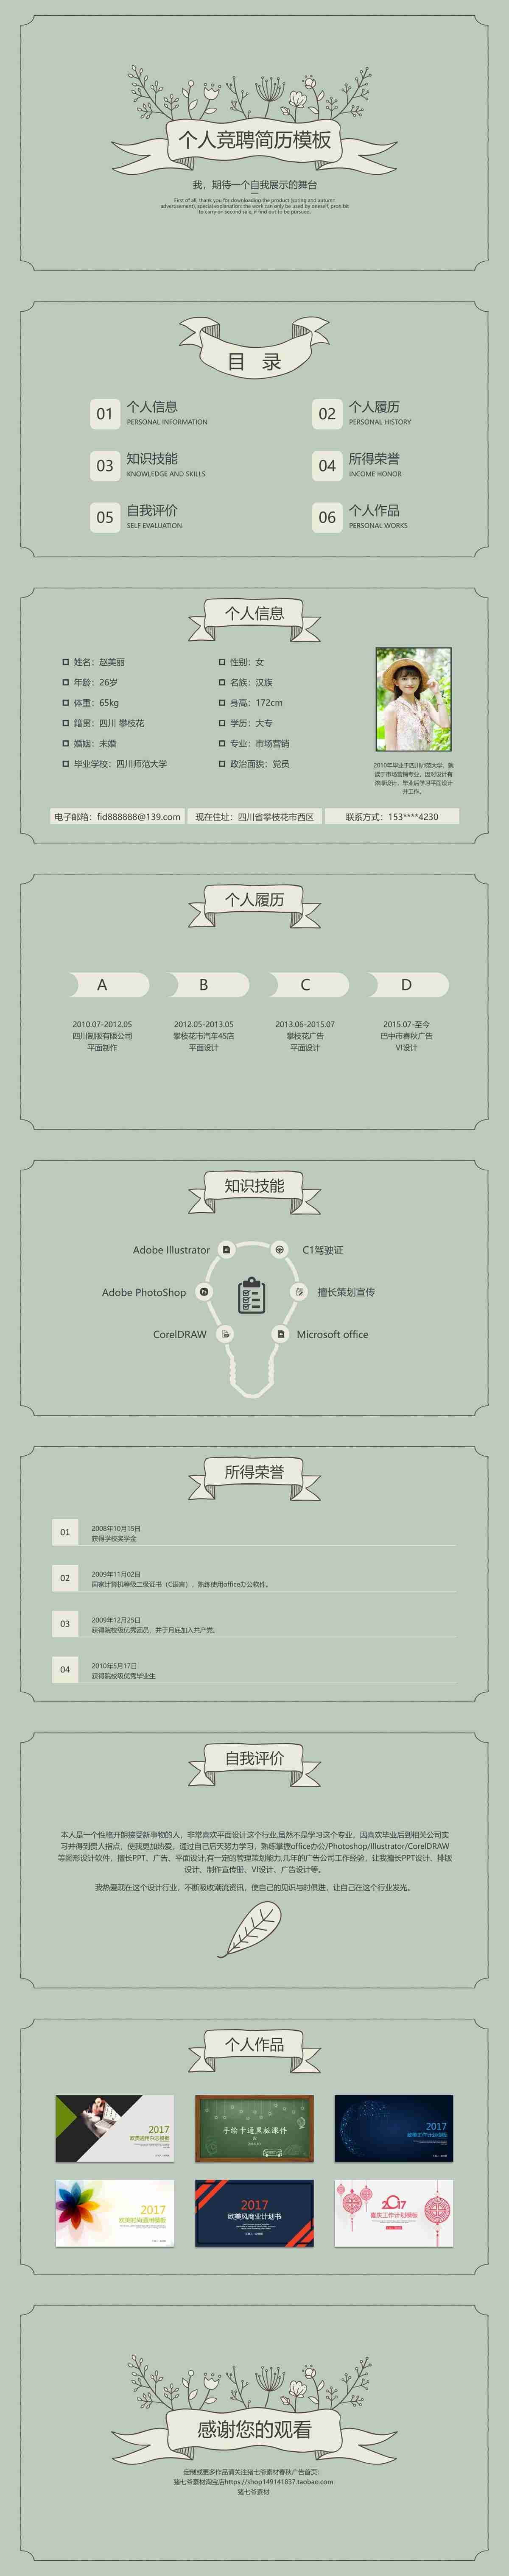 个人竞聘简历模板
我，期待一个自我展示的舞台
First of all, thank you for downloading the product (spring and autumn
advertisement), special explanation: the work can only be used by oneself, prohibit
to carry on second sale, if find out to be pursued.
目 录
01 个人信息
PERSONAL INFORMATION
02 个人履历
PERSONAL HISTORY
03 知识技能
KNOWLEDGE AND SKILLS
04 所得荣誉
INCOME HONOR
05 自我评价
SELF EVALUATION
06 个人作品
PERSONAL WORKS
个人信息
姓名：赵美丽
性别：女
年龄：26岁
名族：汉族
体重：65kg
身高：172cm
籍贯：四川 攀枝花
学历：大专
婚姻：未婚
专业：市场营销
毕业学校：四川师范大学
政治面貌：党员
2010年毕业于四川师范大学，就
读于市场营销专业，因对设计有
浓厚设计，毕业后学习平面设计
并工作。
电子邮箱：fid888888@139.com
现在住址：四川省攀枝花市西区
联系方式：153****4230
个人履历
A
B
C
D
2010.07-2012.05
四川制版有限公司
平面制作
2012.05-2013.05
攀枝花市汽车4S店
平面设计
2013.06-2015.07
攀枝花广告
平面设计
2015.07-至今
巴中市春秋广告
VI设计
知识技能
Adobe Illustrator
C1驾驶证
Adobe PhotoShop
擅长策划宣传
CorelDRAW
Microsoft office
所得荣誉
01
2008年10月15日
获得学校奖学金
02
2009年11月02日
国家计算机等级二级证书（C语言），熟练使用office办公软件。
03
2009年12月25日
获得院校级优秀团员，并于月底加入共产党。
04
2010年5月17日
获得院校级优秀毕业生
自我评价
本人是一个性格开朗接受新事物的人，非常喜欢平面设计这个行业,虽然不是学习这个专业，因喜欢毕业后到相关公司实
习并得到贵人指点，使我更加热爱，通过自己后天努力学习，熟练掌握office办公/Photoshop/Illustrator/CorelDRAW
等图形设计软件，擅长PPT、广告、平面设计,有一定的管理策划能力,几年的广告公司工作经验，让我擅长PPT设计、排版
设计、制作宣传册、VI设计、广告设计等。
我热爱现在这个设计行业，不断吸收潮流资讯，使自己的见识与时俱进，让自己在这个行业发光。
个人作品
2017
欧美通用商务模板
手绘卡通黑板课件
2017
欧美工作计划模板
2017
欧美时尚通用模板
2017
欧美风商业计划书
2017
喜庆工作计划模板
感谢您的观看
定制或更多作品请关注猪七爷素材春秋广告首页：
猪七爷素材淘宝店https://shop149141837.taobao.com
猪七爷素材